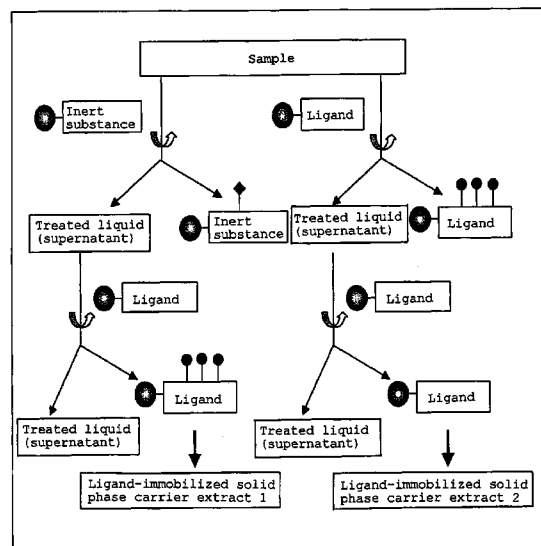 Sample
Inert
substance
Ligand
Treated liquid
(supernatant)
Inert
substance
Treated liquid
(supernatant)
Ligand
Ligand
Ligand
Ligand
Ligand
Treated liquid
(supernatant)
Treated liquid
(supernatant)
Ligand-immobilized solid
phase carrier extract 1
Ligand-immobilized solid
phase carrier extract 2